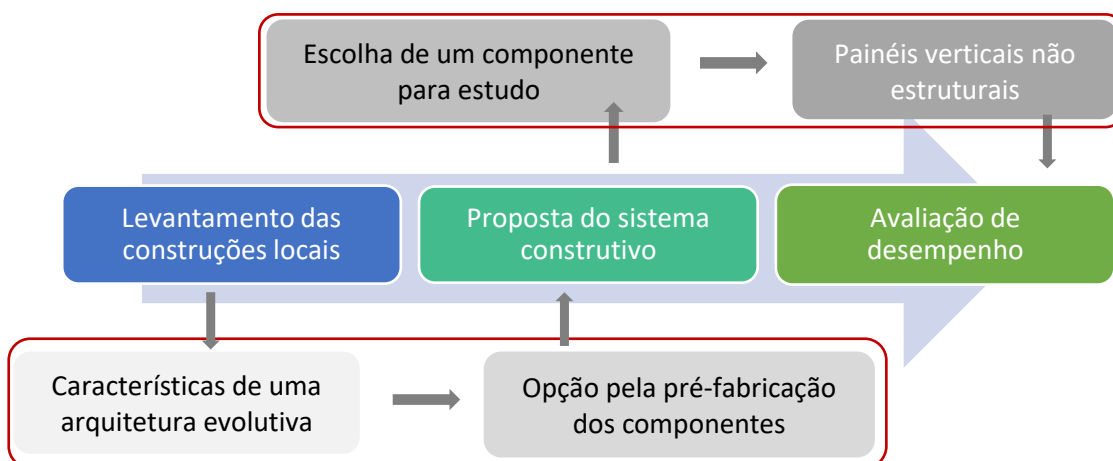 Escolha de um componente
para estudo
Painéis verticais não
estruturais
Levantamento das
construções locais
Proposta do sistema
construtivo
Avaliação de
desempenho
Características de uma
arquitetura evolutiva
Opção pela pré-fabricação
dos componentes